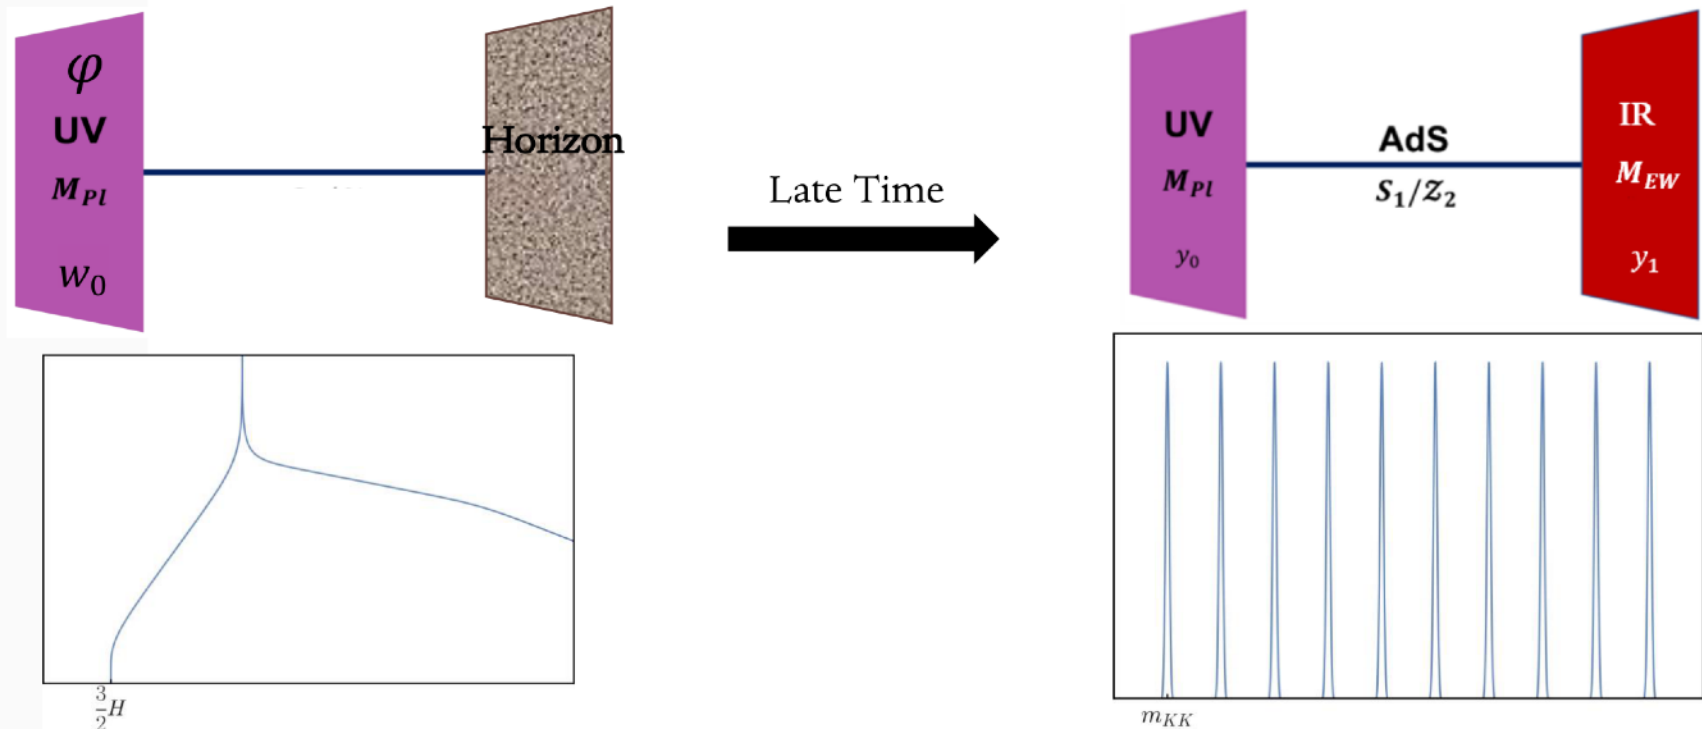 φ
UV
M_Pl
w_0
Horizon
Late Time
UV
M_Pl
y_0
AdS
S_1/Z_2
IR
M_EW
y_1
3/2 H
m_KK